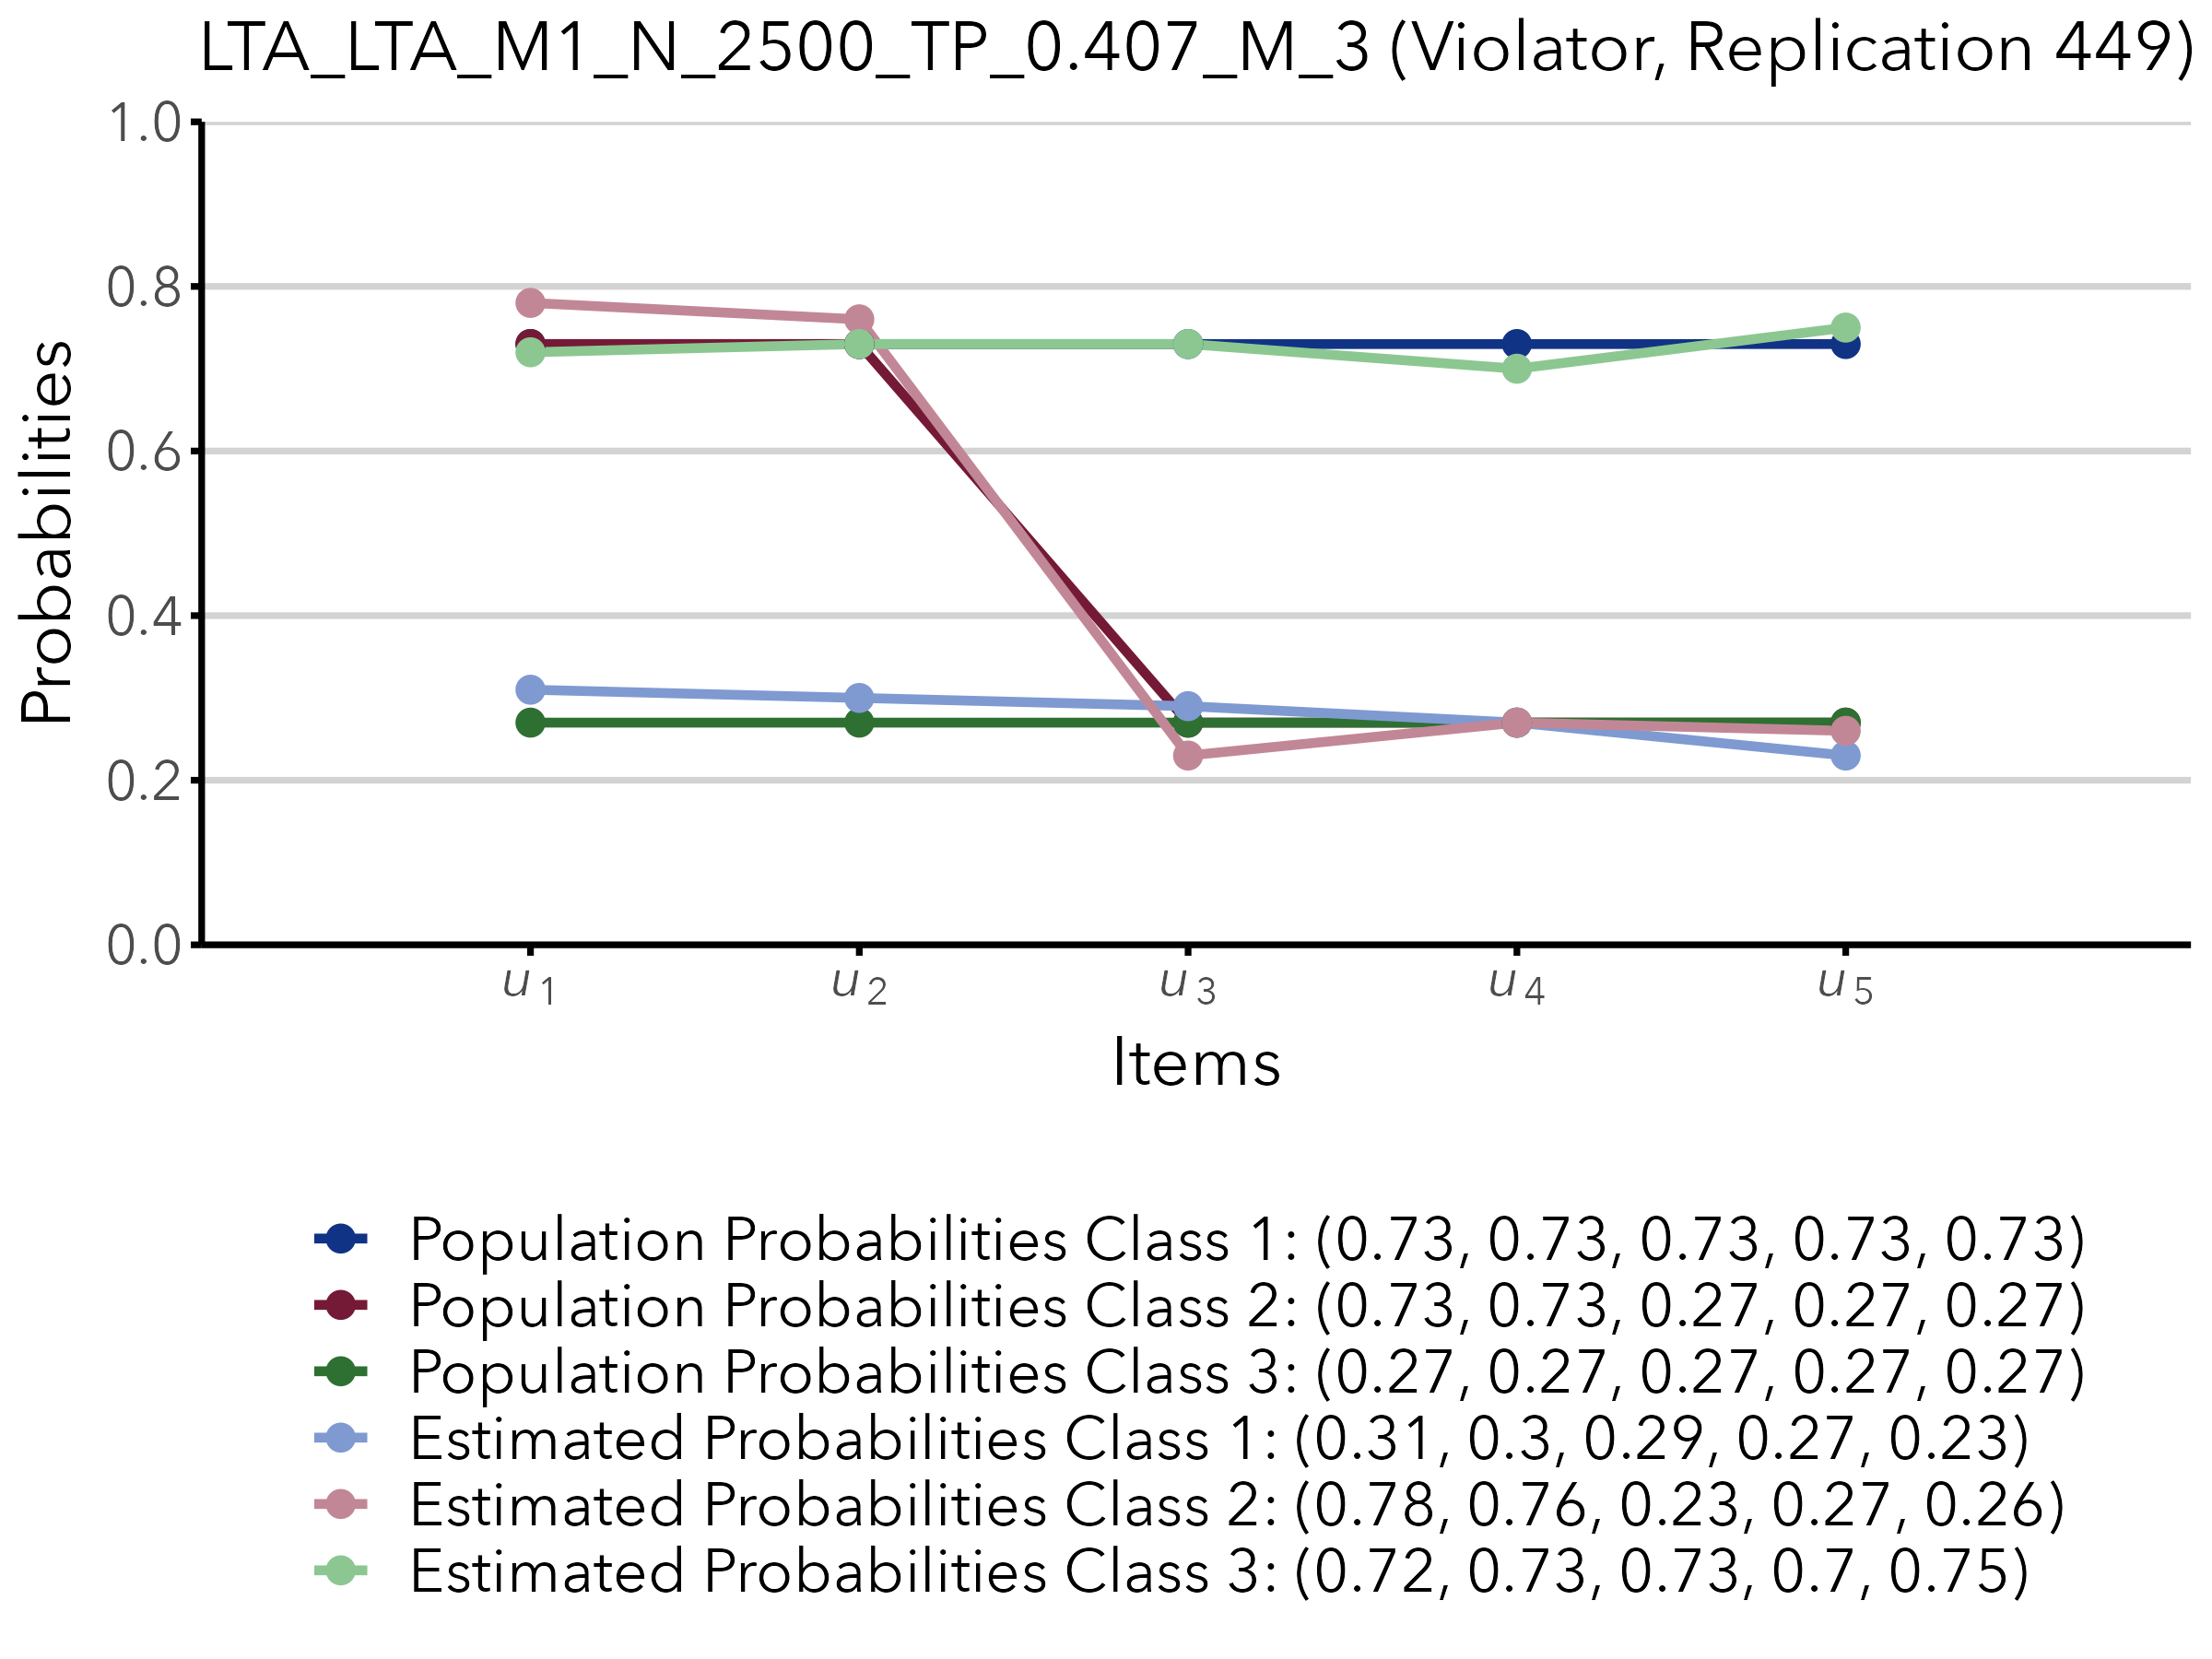 LTA_LTA_M1_N_2500_TP_0.407_M_3 (Violator, Replication 449)
1.0
0.8
0.6
0.4
0.2
0.0
Probabilities
u1 u2 u3 u4 u5
Items
Population Probabilities Class 1: (0.73, 0.73, 0.73, 0.73, 0.73)
Population Probabilities Class 2: (0.73, 0.73, 0.27, 0.27, 0.27)
Population Probabilities Class 3: (0.27, 0.27, 0.27, 0.27, 0.27)
Estimated Probabilities Class 1: (0.31, 0.3, 0.29, 0.27, 0.23)
Estimated Probabilities Class 2: (0.78, 0.76, 0.23, 0.27, 0.26)
Estimated Probabilities Class 3: (0.72, 0.73, 0.73, 0.7, 0.75)